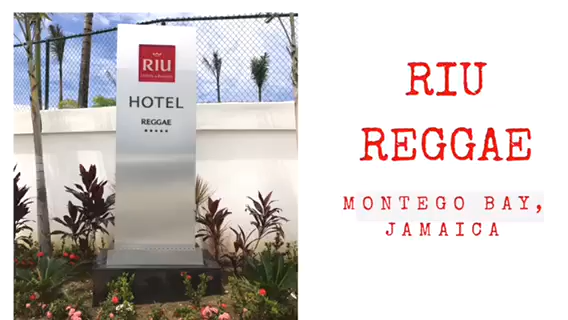 RIU
HOTEL
REGGAE
★★★★★
RIU
REGGAE
MONTEGO BAY,
JAMAICA